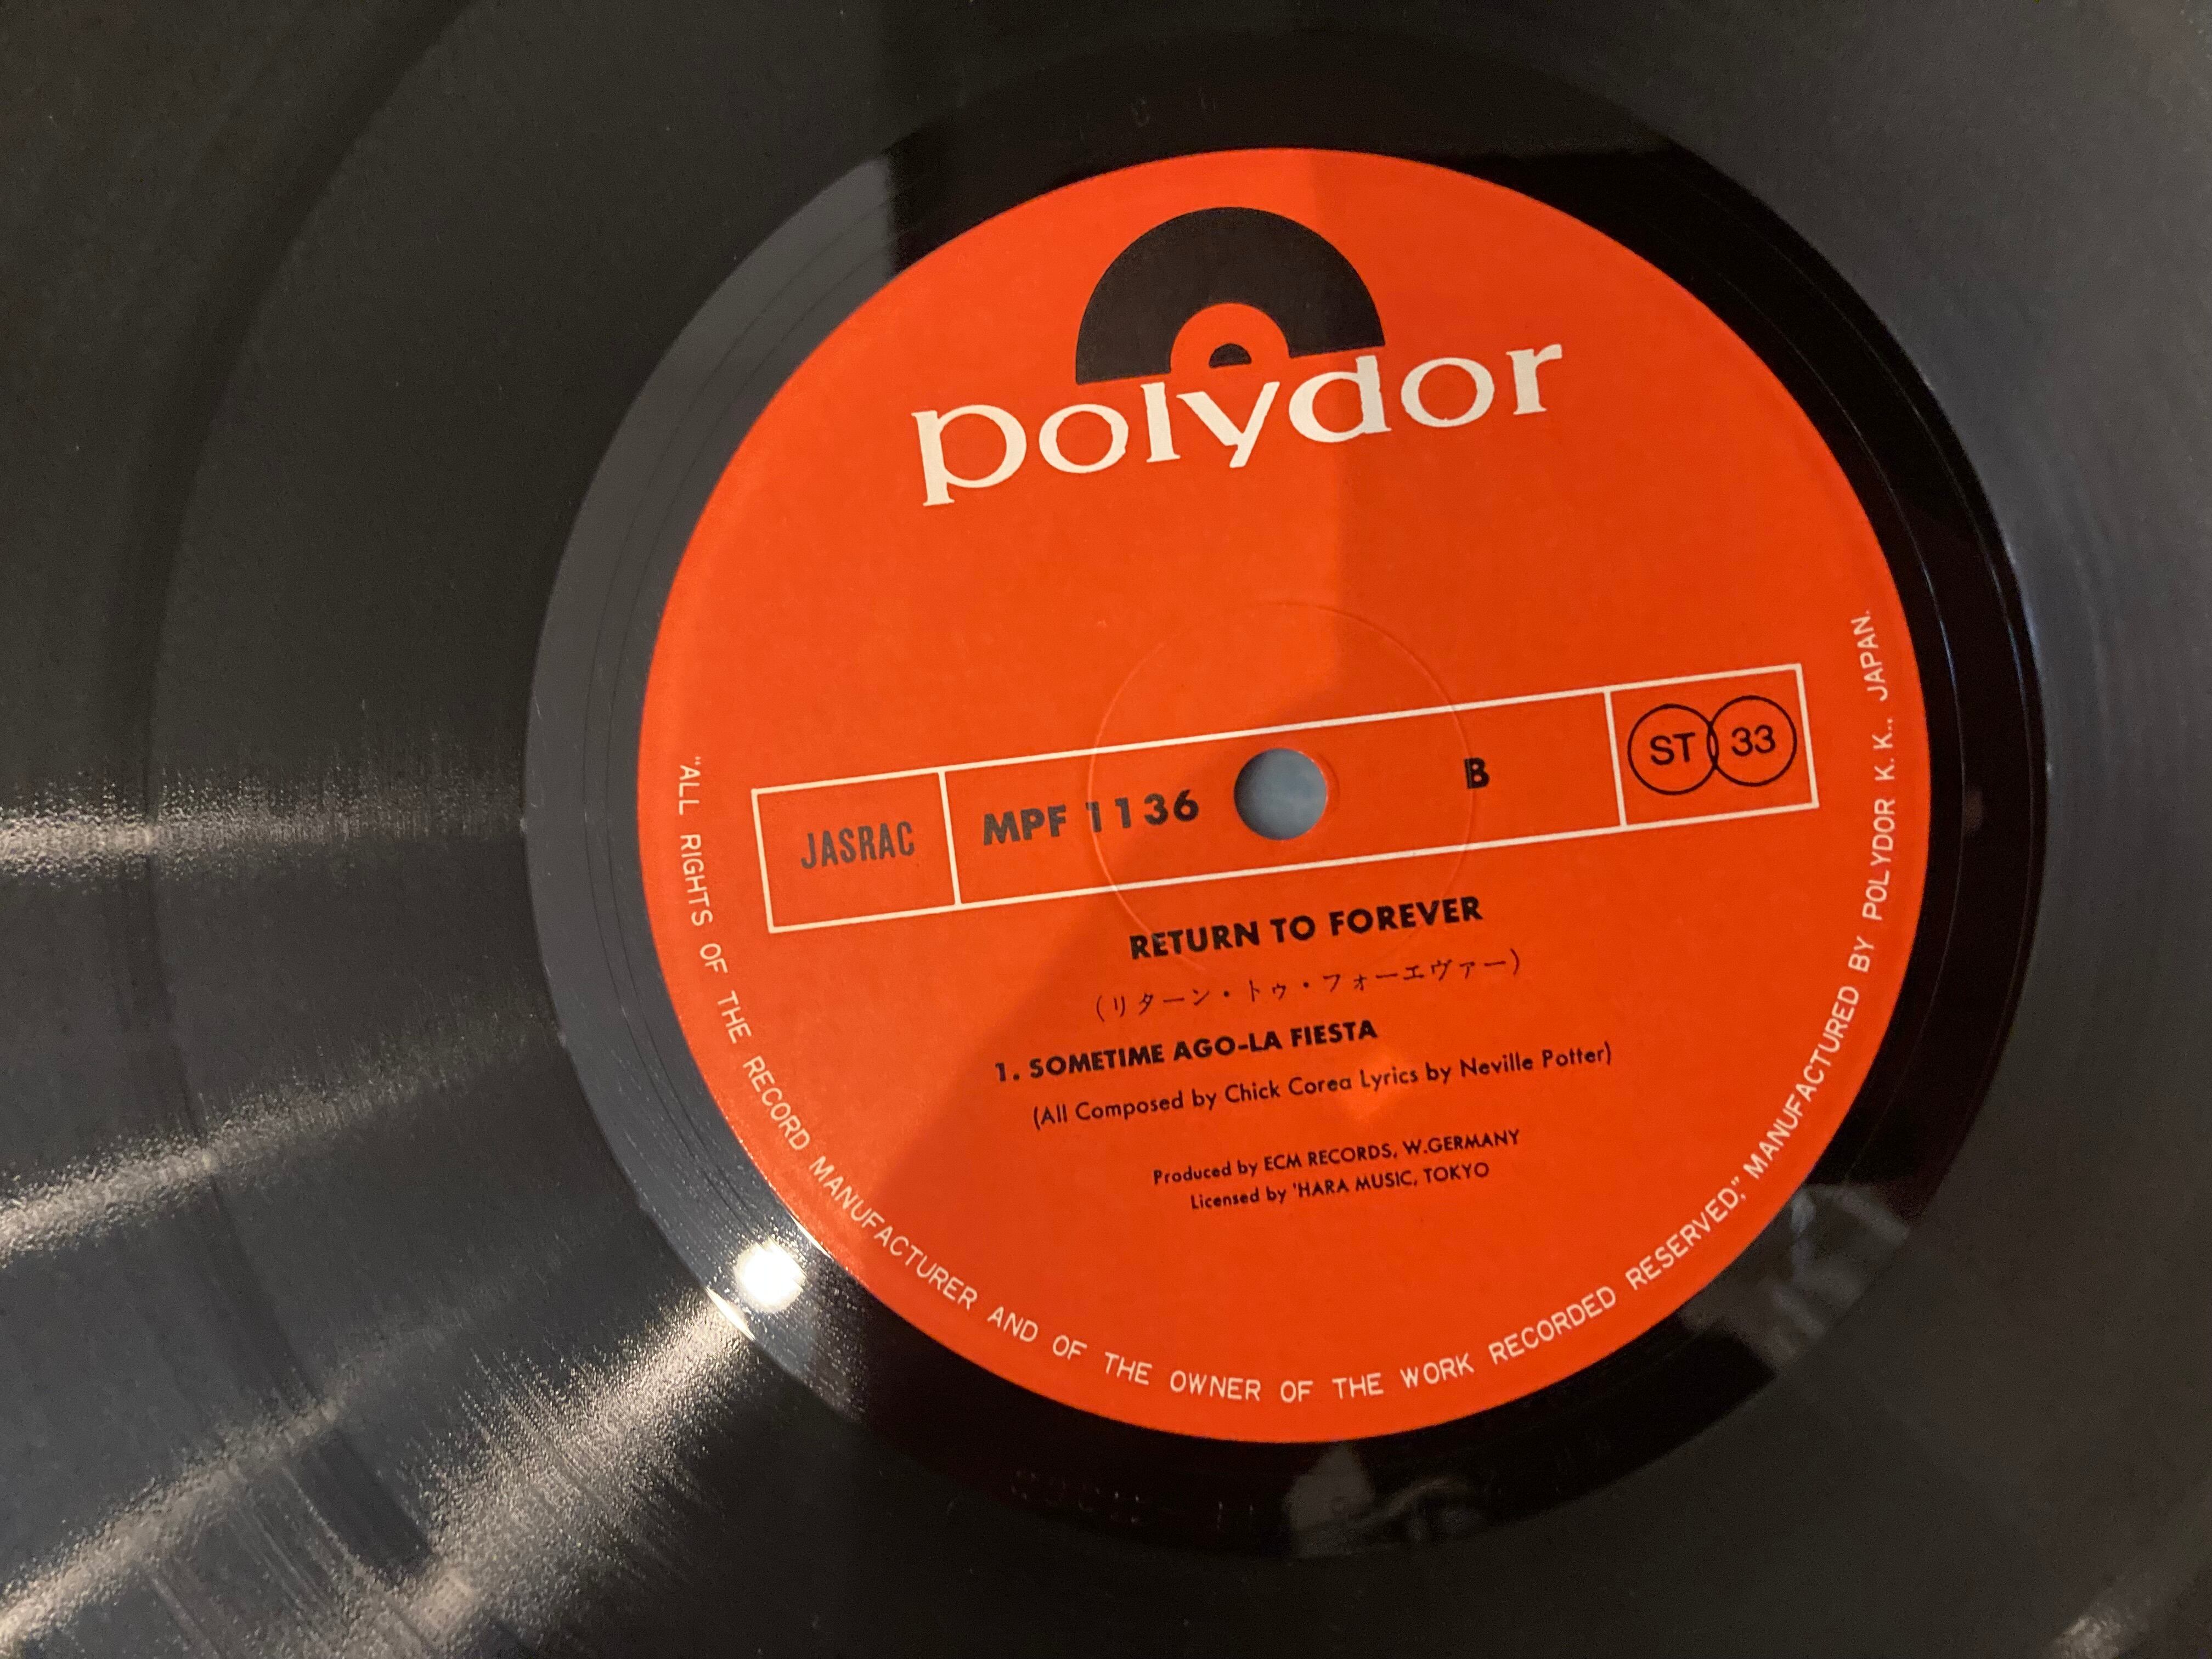 polydor
JASRAC
MPF 1136
B
ST 33
RETURN TO FOREVER
(リターン・トゥ・フォーエヴァー)
1. SOMETIME AGO-LA FIESTA
(All Composed by Chick Corea Lyrics by Neville Potter)
Produced by ECM RECORDS, W.GERMANY
Licensed by 'HARA MUSIC, TOKYO
"ALL RIGHTS OF THE RECORD MANUFACTURER AND OF THE OWNER OF THE WORK RECORDED RESERVED," MANUFACTURED BY POLYDOR K.K., JAPAN.